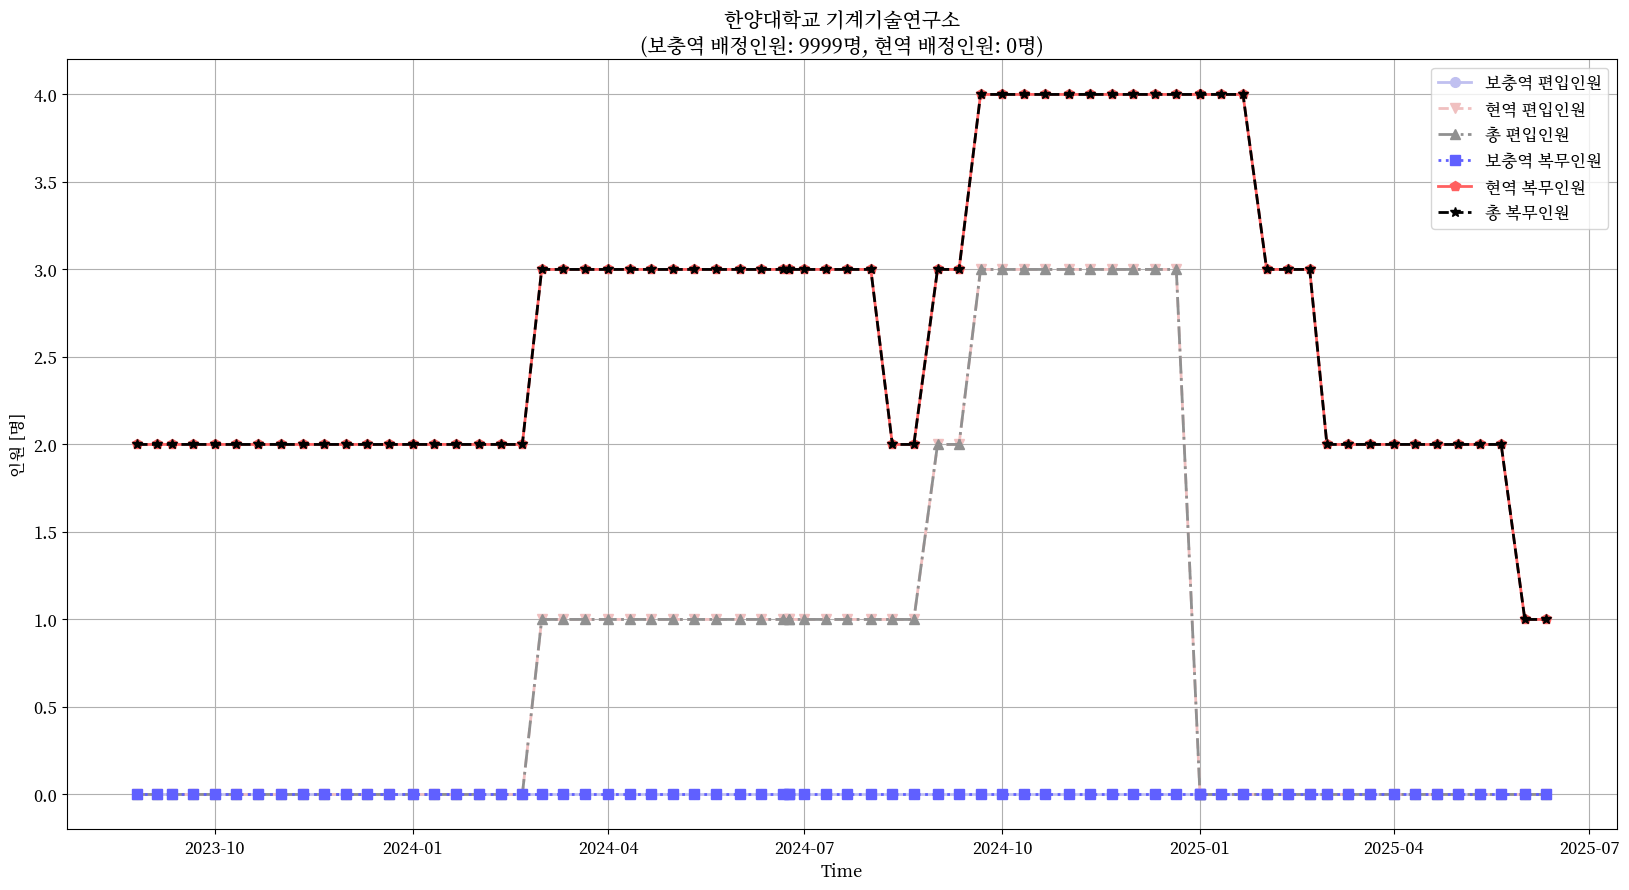 한양대학교 기계기술연구소
(보충역 배정인원: 9999명, 현역 배정인원: 0명)
보충역 편입인원
현역 편입인원
총 편입인원
보충역 복무인원
현역 복무인원
총 복무인원
인원 [명]
4.0
3.5
3.0
2.5
2.0
1.5
1.0
0.5
0.0
2023-10
2024-01
2024-04
2024-07
2024-10
2025-01
2025-04
2025-07
Time